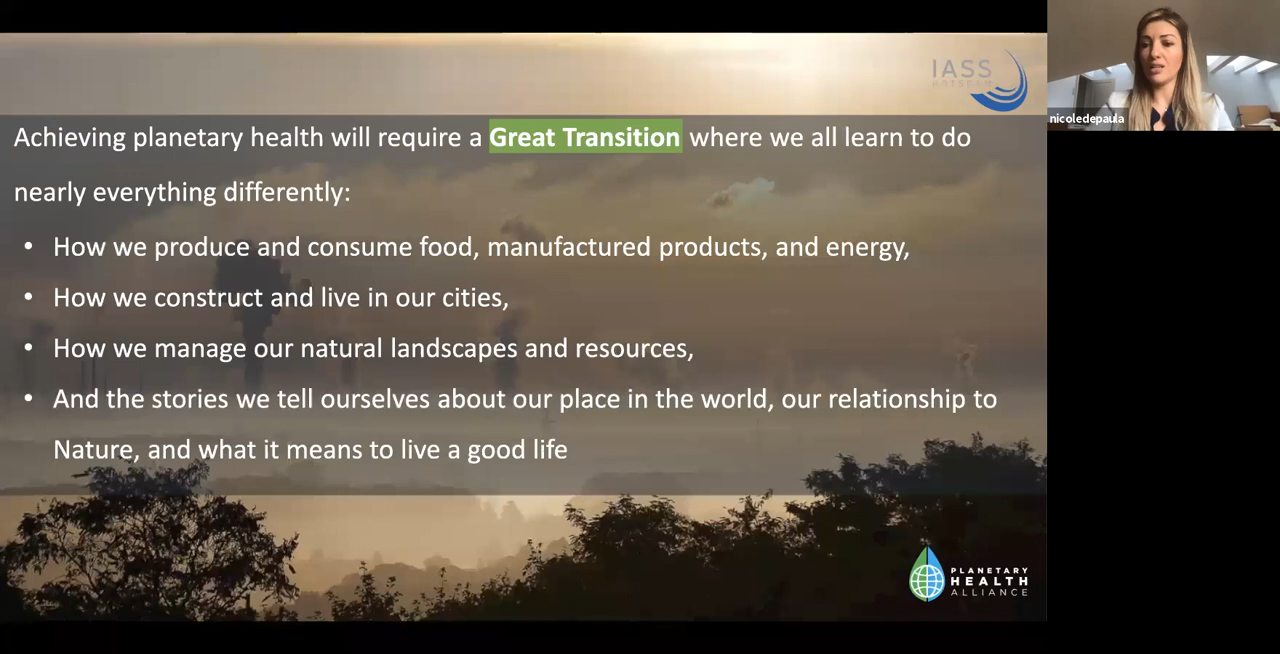 IASS
POTSDAM
nicoledepaula
Achieving planetary health will require a Great Transition where we all learn to do
nearly everything differently:
• How we produce and consume food, manufactured products, and energy,
• How we construct and live in our cities,
• How we manage our natural landscapes and resources,
• And the stories we tell ourselves about our place in the world, our relationship to
Nature, and what it means to live a good life
PLANETARY
HEALTH
ALLIANCE